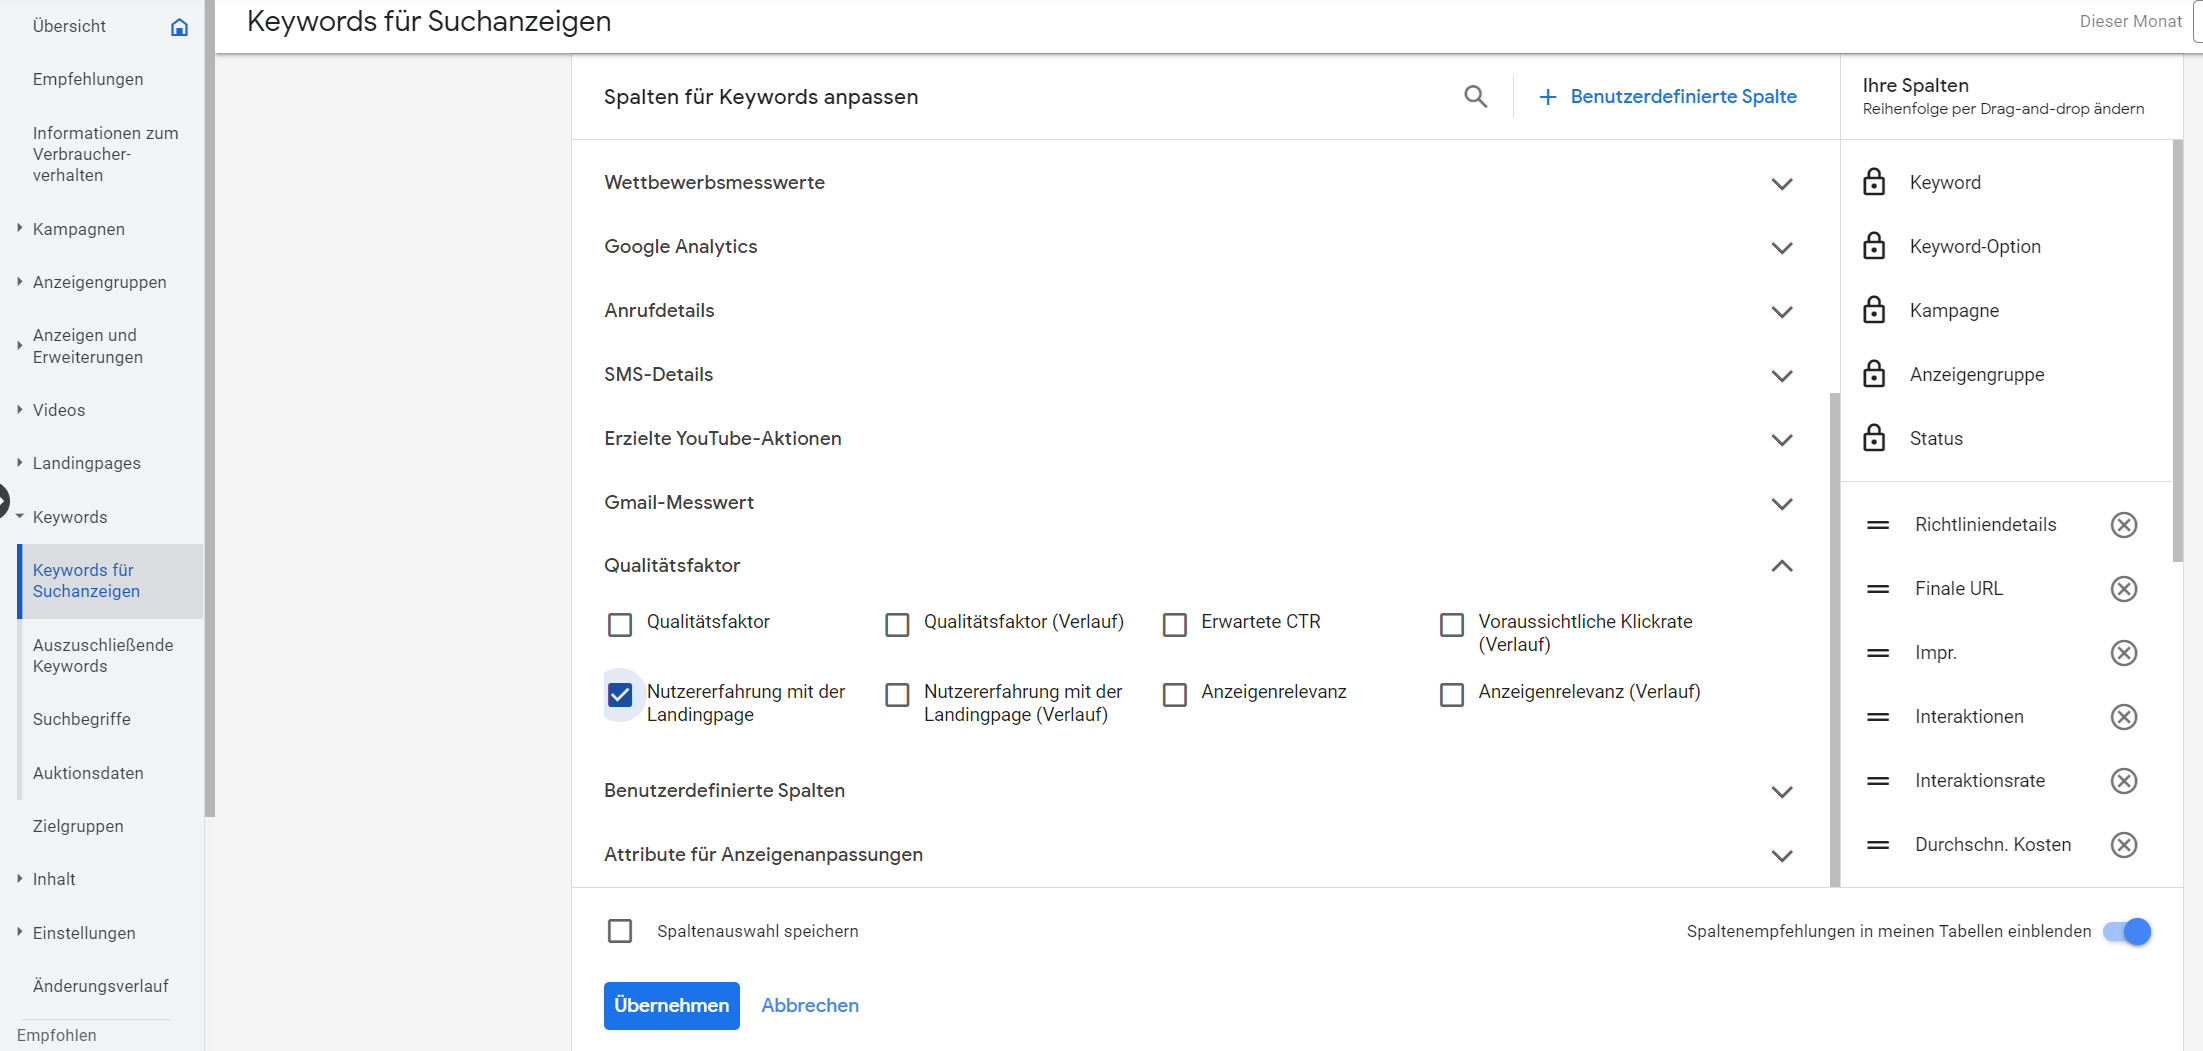 Übersicht
Empfehlungen
Informationen zum
Verbraucher-
verhalten
Kampagnen
Anzeigengruppen
Anzeigen und
Erweiterungen
Videos
Landingpages
Keywords
Keywords für
Suchanzeigen
Auszuschließende
Keywords
Suchbegriffe
Auktionsdaten
Zielgruppen
Inhalt
Einstellungen
Änderungsverlauf
Empfohlen
Keywords für Suchanzeigen
Dieser Monat
Spalten für Keywords anpassen
+ Benutzerdefinierte Spalte
Wettbewerbsmesswerte
Google Analytics
Anrufdetails
SMS-Details
Erzielte YouTube-Aktionen
Gmail-Messwert
Qualitätsfaktor
Qualitätsfaktor
Qualitätsfaktor (Verlauf)
Erwartete CTR
Voraussichtliche Klickrate
(Verlauf)
Nutzererfahrung mit der
Landingpage
Nutzererfahrung mit der
Landingpage (Verlauf)
Anzeigenrelevanz
Anzeigenrelevanz (Verlauf)
Benutzerdefinierte Spalten
Attribute für Anzeigenanpassungen
Ihre Spalten
Reihenfolge per Drag-and-drop ändern
Keyword
Keyword-Option
Kampagne
Anzeigengruppe
Status
Richtliniendetails
Finale URL
Impr.
Interaktionen
Interaktionsrate
Durchschn. Kosten
Spaltenauswahl speichern
Spaltenempfehlungen in meinen Tabellen einblenden
Übernehmen
Abbrechen